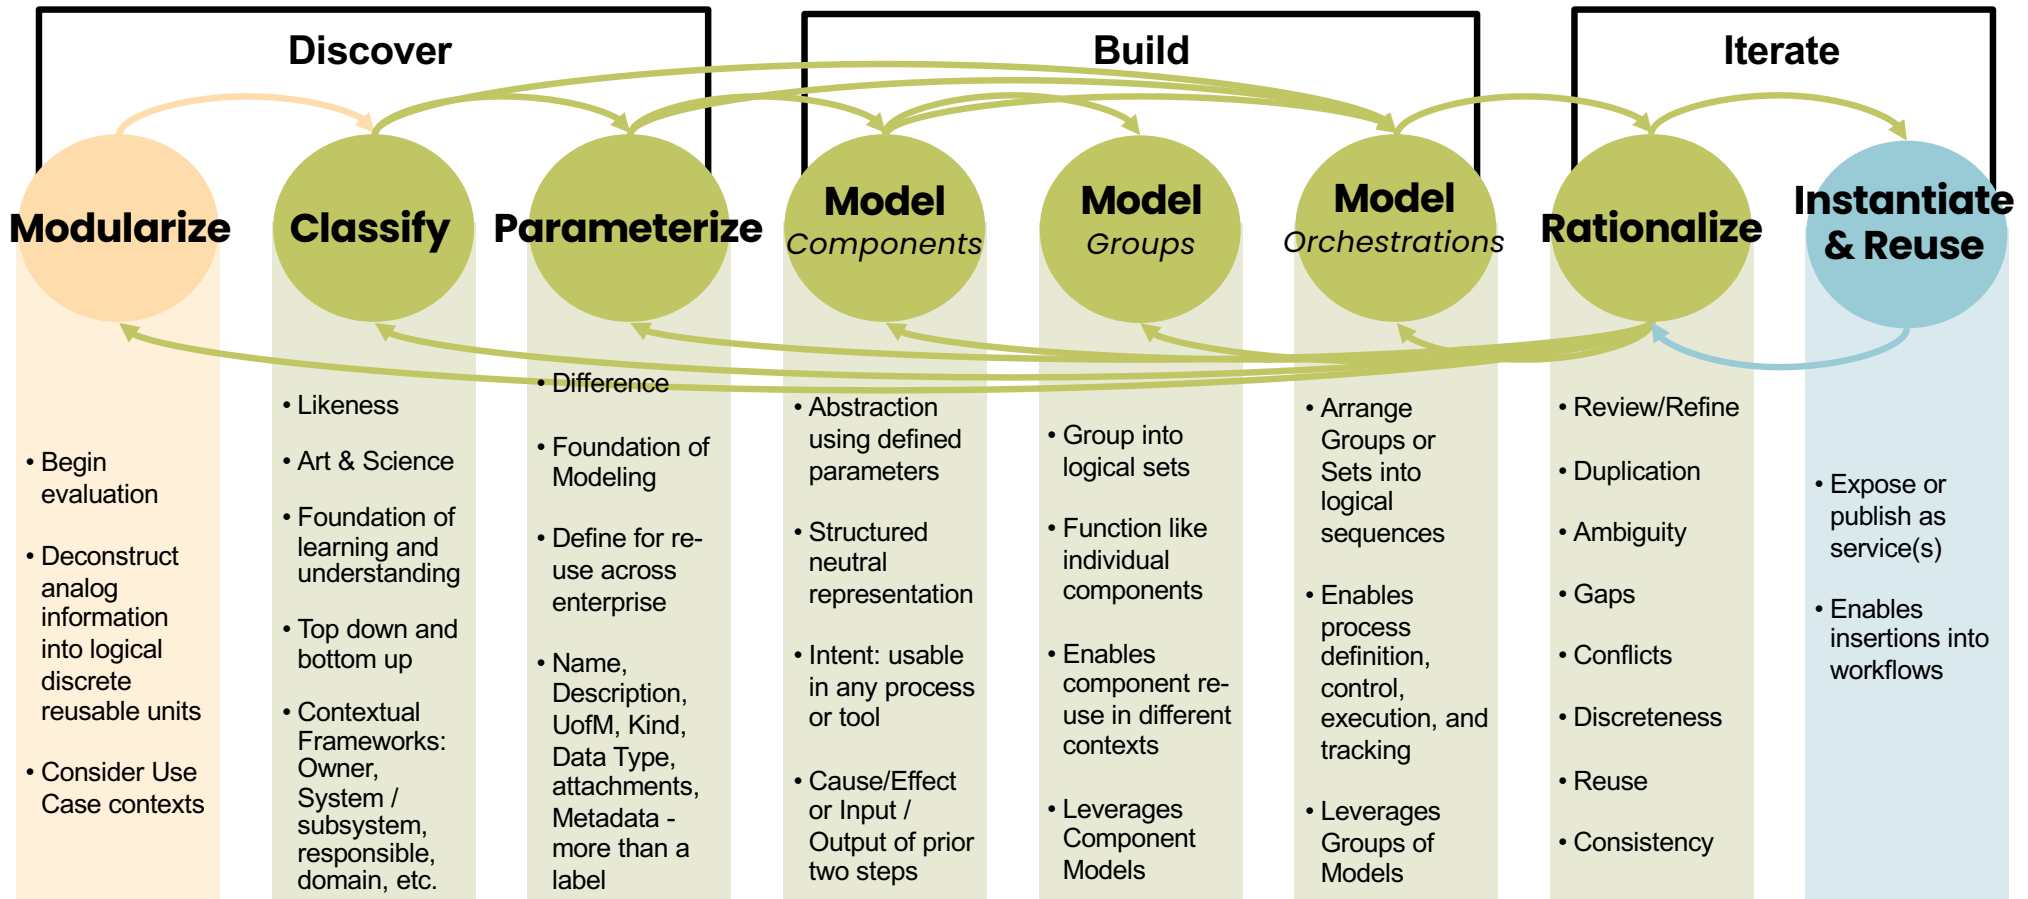 Discover
Build
Iterate
Modularize
Classify
Parameterize
Model
Components
Model
Groups
Model
Orchestrations
Rationalize
Instantiate
& Reuse
• Begin
evaluation
• Deconstruct
analog
information
into logical
discrete
reusable units
• Consider Use
Case contexts
• Likeness
• Art & Science
• Foundation of
learning and
understanding
• Top down and
bottom up
• Contextual
Frameworks:
Owner,
System /
subsystem,
responsible,
domain, etc.
• Difference
• Foundation of
Modeling
• Define for re-
use across
enterprise
• Name,
Description,
UofM, Kind,
Data Type,
attachments,
Metadata -
more than a
label
• Abstraction
using defined
parameters
• Structured
neutral
representation
• Intent: usable
in any process
or tool
• Cause/Effect
or Input /
Output of prior
two steps
• Group into
logical sets
• Function like
individual
components
• Enables
component re-
use in different
contexts
• Leverages
Component
Models
• Arrange
Groups or
Sets into
logical
sequences
• Enables
process
definition,
control,
execution, and
tracking
• Leverages
Groups of
Models
• Review/Refine
• Duplication
• Ambiguity
• Gaps
• Conflicts
• Discreteness
• Reuse
• Consistency
• Expose or
publish as
service(s)
• Enables
insertions into
workflows